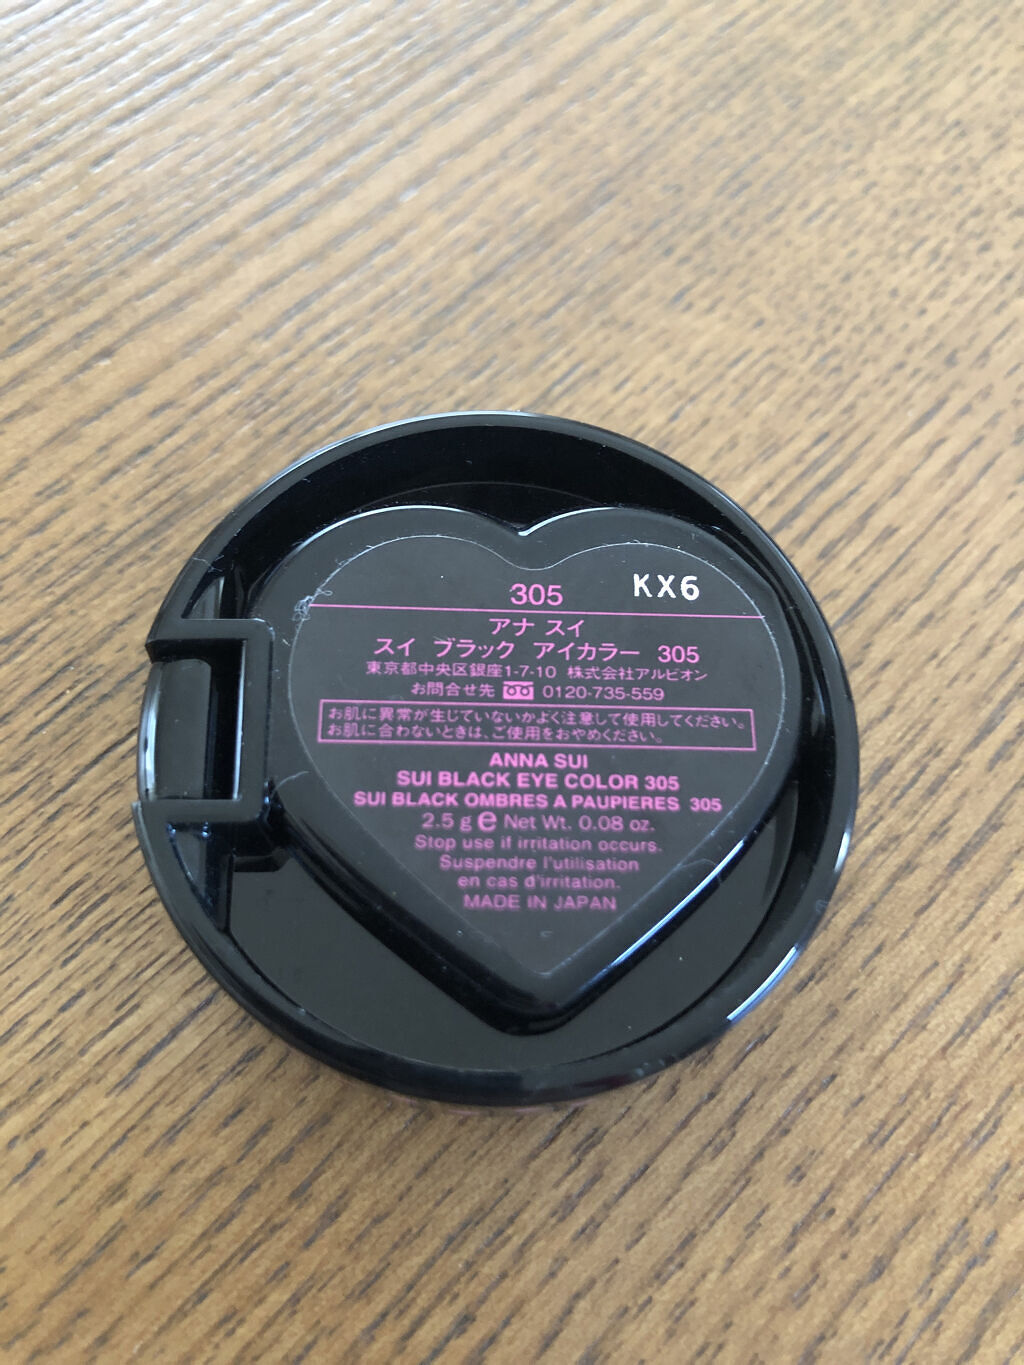 305 KX6
アナ スイ
スイ ブラック アイカラー 305
東京都中央区銀座1-7-10 株式会社アルビオン
お問合せ先 0120-735-559
お肌に異常が生じていないかよく注意して使用してください。
お肌に合わないときは、ご使用をおやめください。
ANNA SUI
SUI BLACK EYE COLOR 305
SUI BLACK OMBRES A PAUPIERES 305
2.5 g e Net Wt. 0.08 oz.
Stop use if irritation occurs.
Suspendre l'utilisation
en cas d'irritation.
MADE IN JAPAN